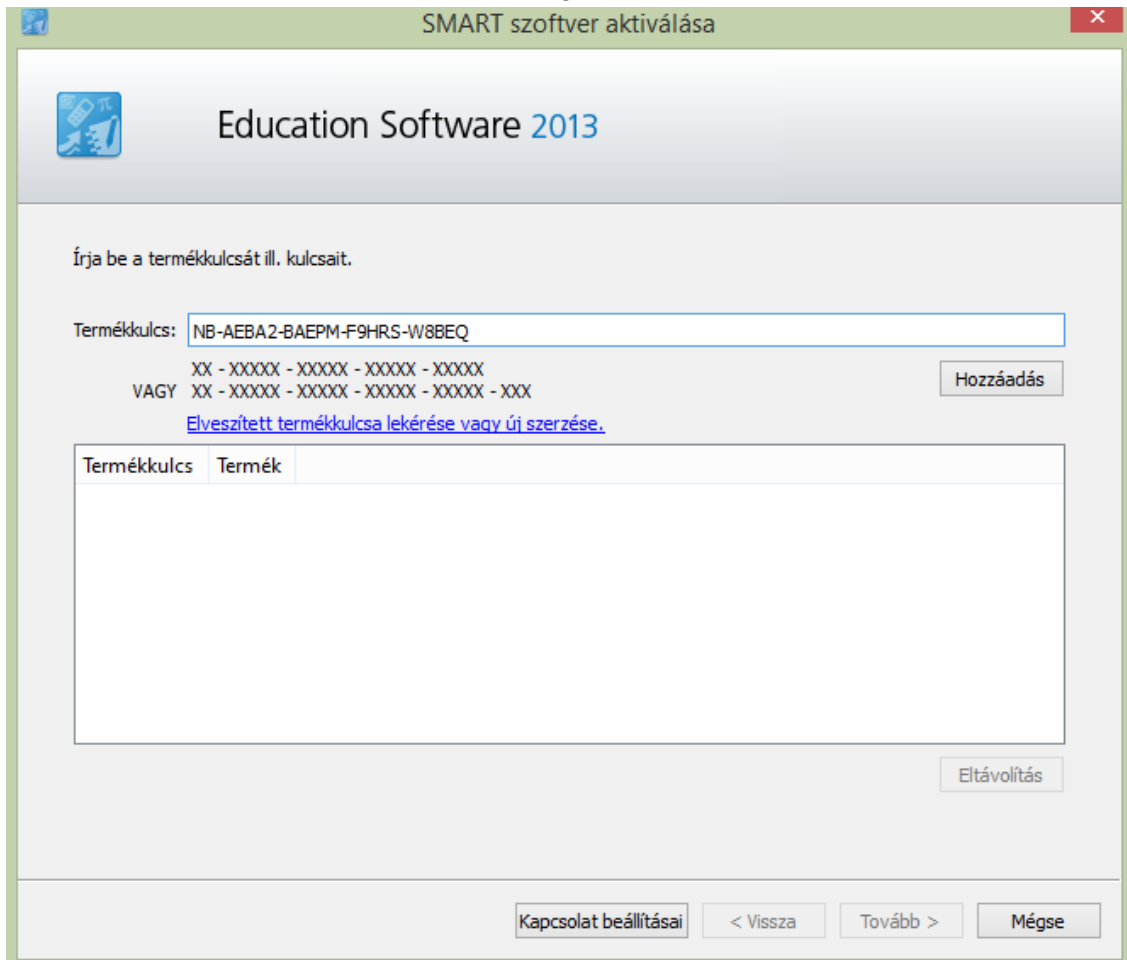 SMART szoftver aktiválása
Education Software 2013
Írja be a termékkulcsát ill. kulcsait.
Termékkulcs: NB-AEBA2-BAEPM-F9HRS-W8BEQ
XX - XXXXX - XXXXX - XXXXX - XXXXX
VAGY XX - XXXXX - XXXXX - XXXXX - XXXXX - XXX
Hozzáadás
Elveszített termékkulcsa lekérése vagy új szerzése.
Termékkulcs Termék
Eltávolítás
Kapcsolat beállításai < Vissza Tovább > Mégse